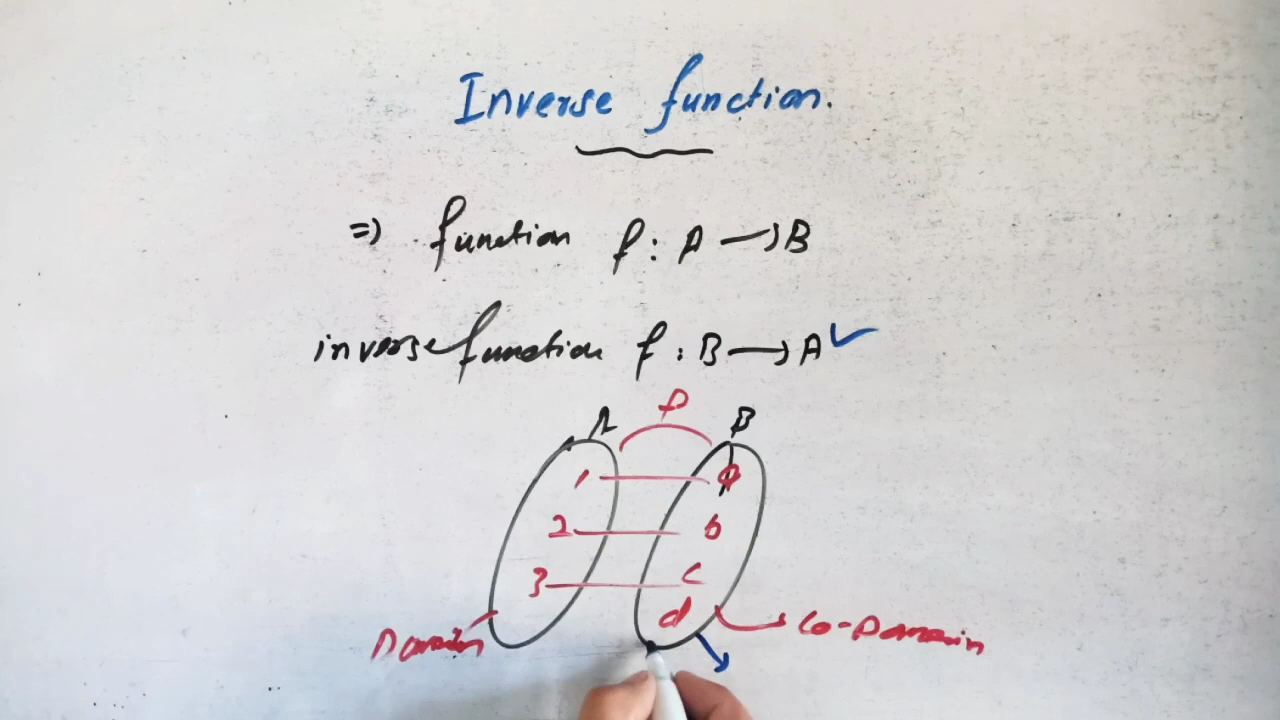 Inverse function.
=) function f : A → B
inverse function f : B → A ✓
f
A B
1 a
2 b
3 c
d
Domain Co-Domain